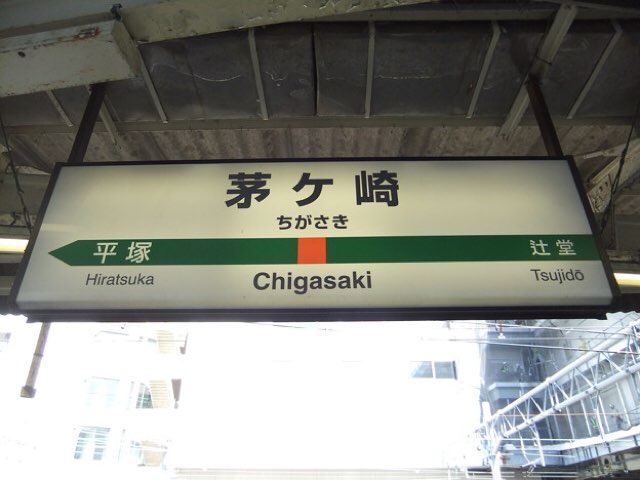 茅ケ崎
ちがさき
平塚
辻堂
Hiratsuka
Chigasaki
Tsujidō